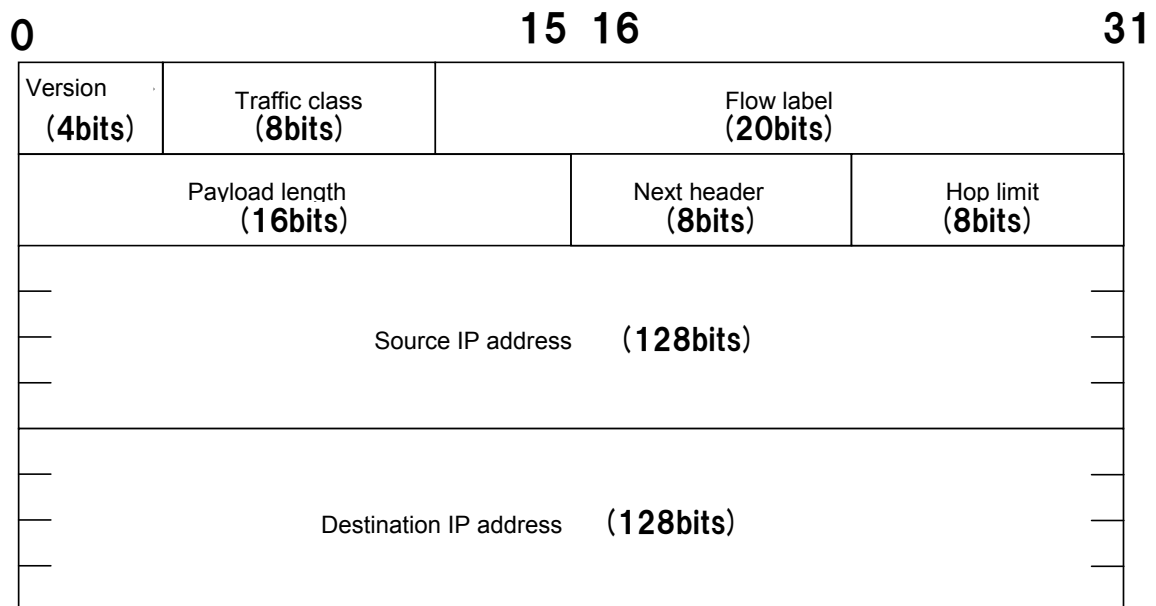 0 15 16 31
Version
(4bits)
Traffic class
(8bits)
Flow label
(20bits)
Payload length
(16bits)
Next header
(8bits)
Hop limit
(8bits)
Source IP address (128bits)
Destination IP address (128bits)